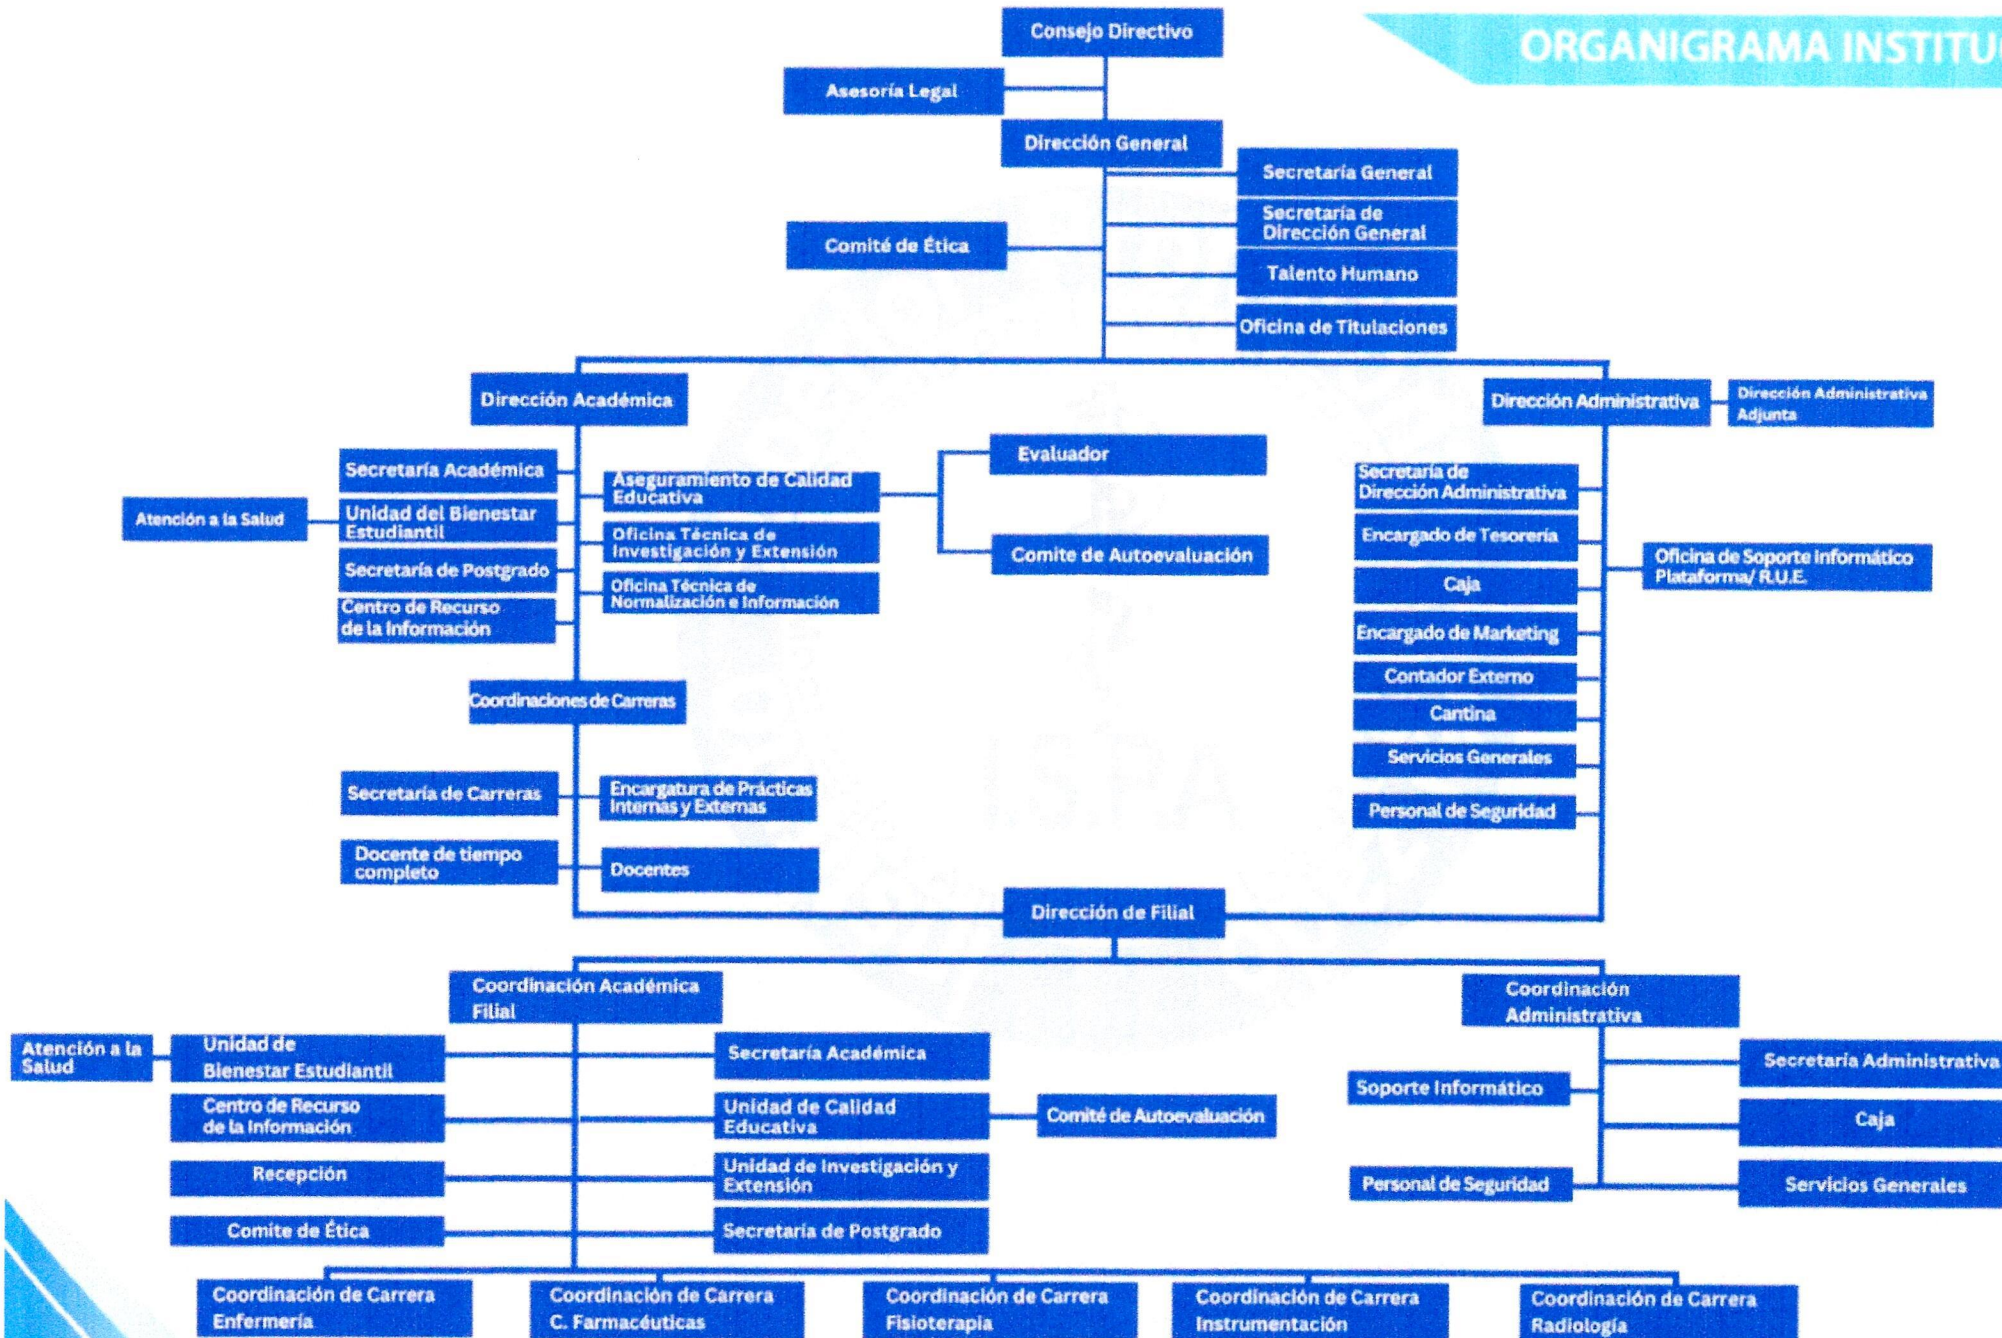 ORGANIGRAMA INSTITU
Consejo Directivo
Asesoría Legal
Dirección General
Secretaría General
Secretaría de
Dirección General
Comité de Ética
Talento Humano
Oficina de Titulaciones
Dirección Académica
Dirección Administrativa
Dirección Administrativa
Adjunta
Secretaría Académica
Unidad del Bienestar
Estudiantil
Atención a la Salud
Secretaría de Postgrado
Centro de Recurso
de la Información
Aseguramiento de Calidad
Educativa
Oficina Técnica de
Investigación y Extensión
Oficina Técnica de
Normalización e Información
Evaluador
Comite de Autoevaluación
Secretaría de
Dirección Administrativa
Encargado de Tesorería
Caja
Encargado de Marketing
Contador Externo
Cantina
Servicios Generales
Personal de Seguridad
Oficina de Soporte Informático
Plataforma/ R.U.E.
Coordinaciones de Carreras
Secretaría de Carreras
Encargatura de Prácticas
Internas y Externas
Docente de tiempo
completo
Docentes
Dirección de Filial
Coordinación Académica
Filial
Coordinación
Administrativa
Atención a la
Salud
Unidad de
Bienestar Estudiantil
Secretaría Académica
Centro de Recurso
de la Información
Unidad de Calidad
Educativa
Comité de Autoevaluación
Recepción
Unidad de Investigación y
Extensión
Comite de Ética
Secretaría de Postgrado
Secretaría Administrativa
Soporte Informático
Caja
Personal de Seguridad
Servicios Generales
Coordinación de Carrera
Enfermería
Coordinación de Carrera
C. Farmacéuticas
Coordinación de Carrera
Fisioterapia
Coordinación de Carrera
Instrumentación
Coordinación de Carrera
Radiología